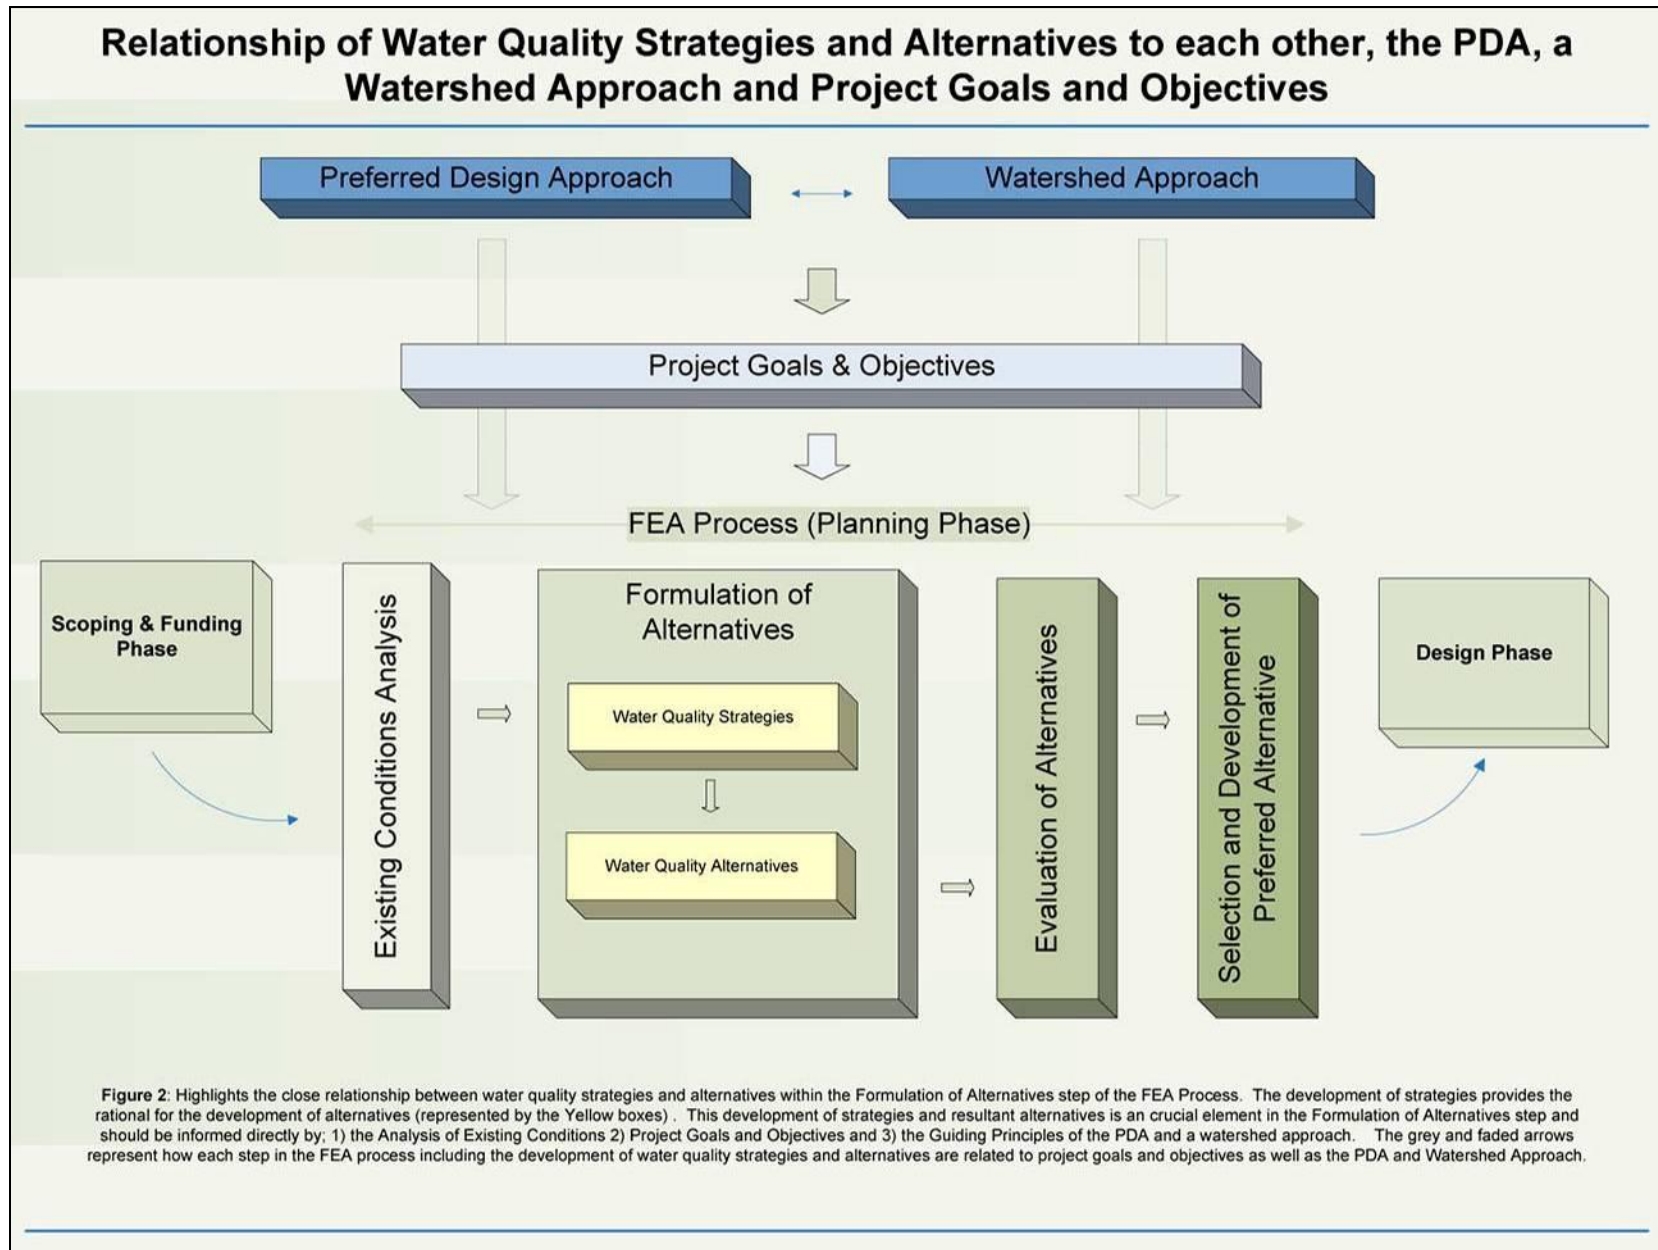 Relationship of Water Quality Strategies and Alternatives to each other, the PDA, a
Watershed Approach and Project Goals and Objectives
Preferred Design Approach
Watershed Approach
Project Goals & Objectives
FEA Process (Planning Phase)
Scoping & Funding
Phase
Existing Conditions Analysis
Formulation of
Alternatives
Water Quality Strategies
Water Quality Alternatives
Evaluation of Alternatives
Selection and Development of
Preferred Alternative
Design Phase
Figure 2: Highlights the close relationship between water quality strategies and alternatives within the Formulation of Alternatives step of the FEA Process. The development of strategies provides the
rational for the development of alternatives (represented by the Yellow boxes) . This development of strategies and resultant alternatives is an crucial element in the Formulation of Alternatives step and
should be informed directly by; 1) the Analysis of Existing Conditions 2) Project Goals and Objectives and 3) the Guiding Principles of the PDA and a watershed approach. The grey and faded arrows
represent how each step in the FEA process including the development of water quality strategies and alternatives are related to project goals and objectives as well as the PDA and Watershed Approach.